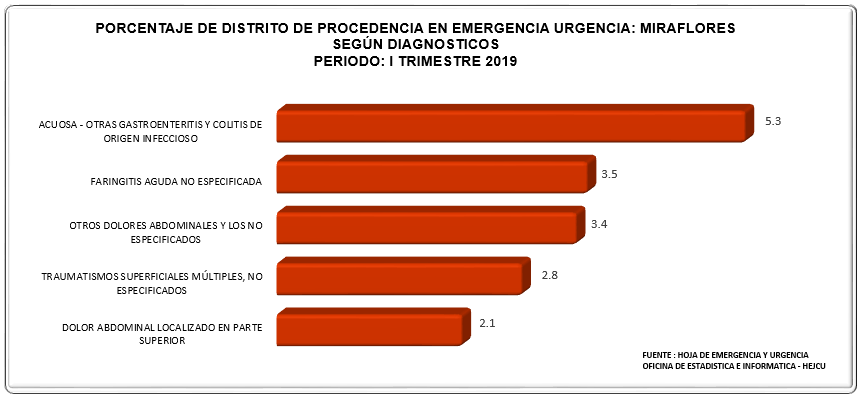 PORCENTAJE DE DISTRITO DE PROCEDENCIA EN EMERGENCIA URGENCIA: MIRAFLORES
SEGÚN DIAGNOSTICOS
PERIODO: I TRIMESTRE 2019
ACUOSA - OTRAS GASTROENTERITIS Y COLITIS DE
ORIGEN INFECCIOSO
5.3
FARINGITIS AGUDA NO ESPECIFICADA
3.5
OTROS DOLORES ABDOMINALES Y LOS NO
ESPECIFICADOS
3.4
TRAUMATISMOS SUPERFICIALES MÚLTIPLES, NO
ESPECIFICADOS
2.8
DOLOR ABDOMINAL LOCALIZADO EN PARTE
SUPERIOR
2.1
FUENTE : HOJA DE EMERGENCIA Y URGENCIA
OFICINA DE ESTADISTICA E INFORMATICA - HEJCU